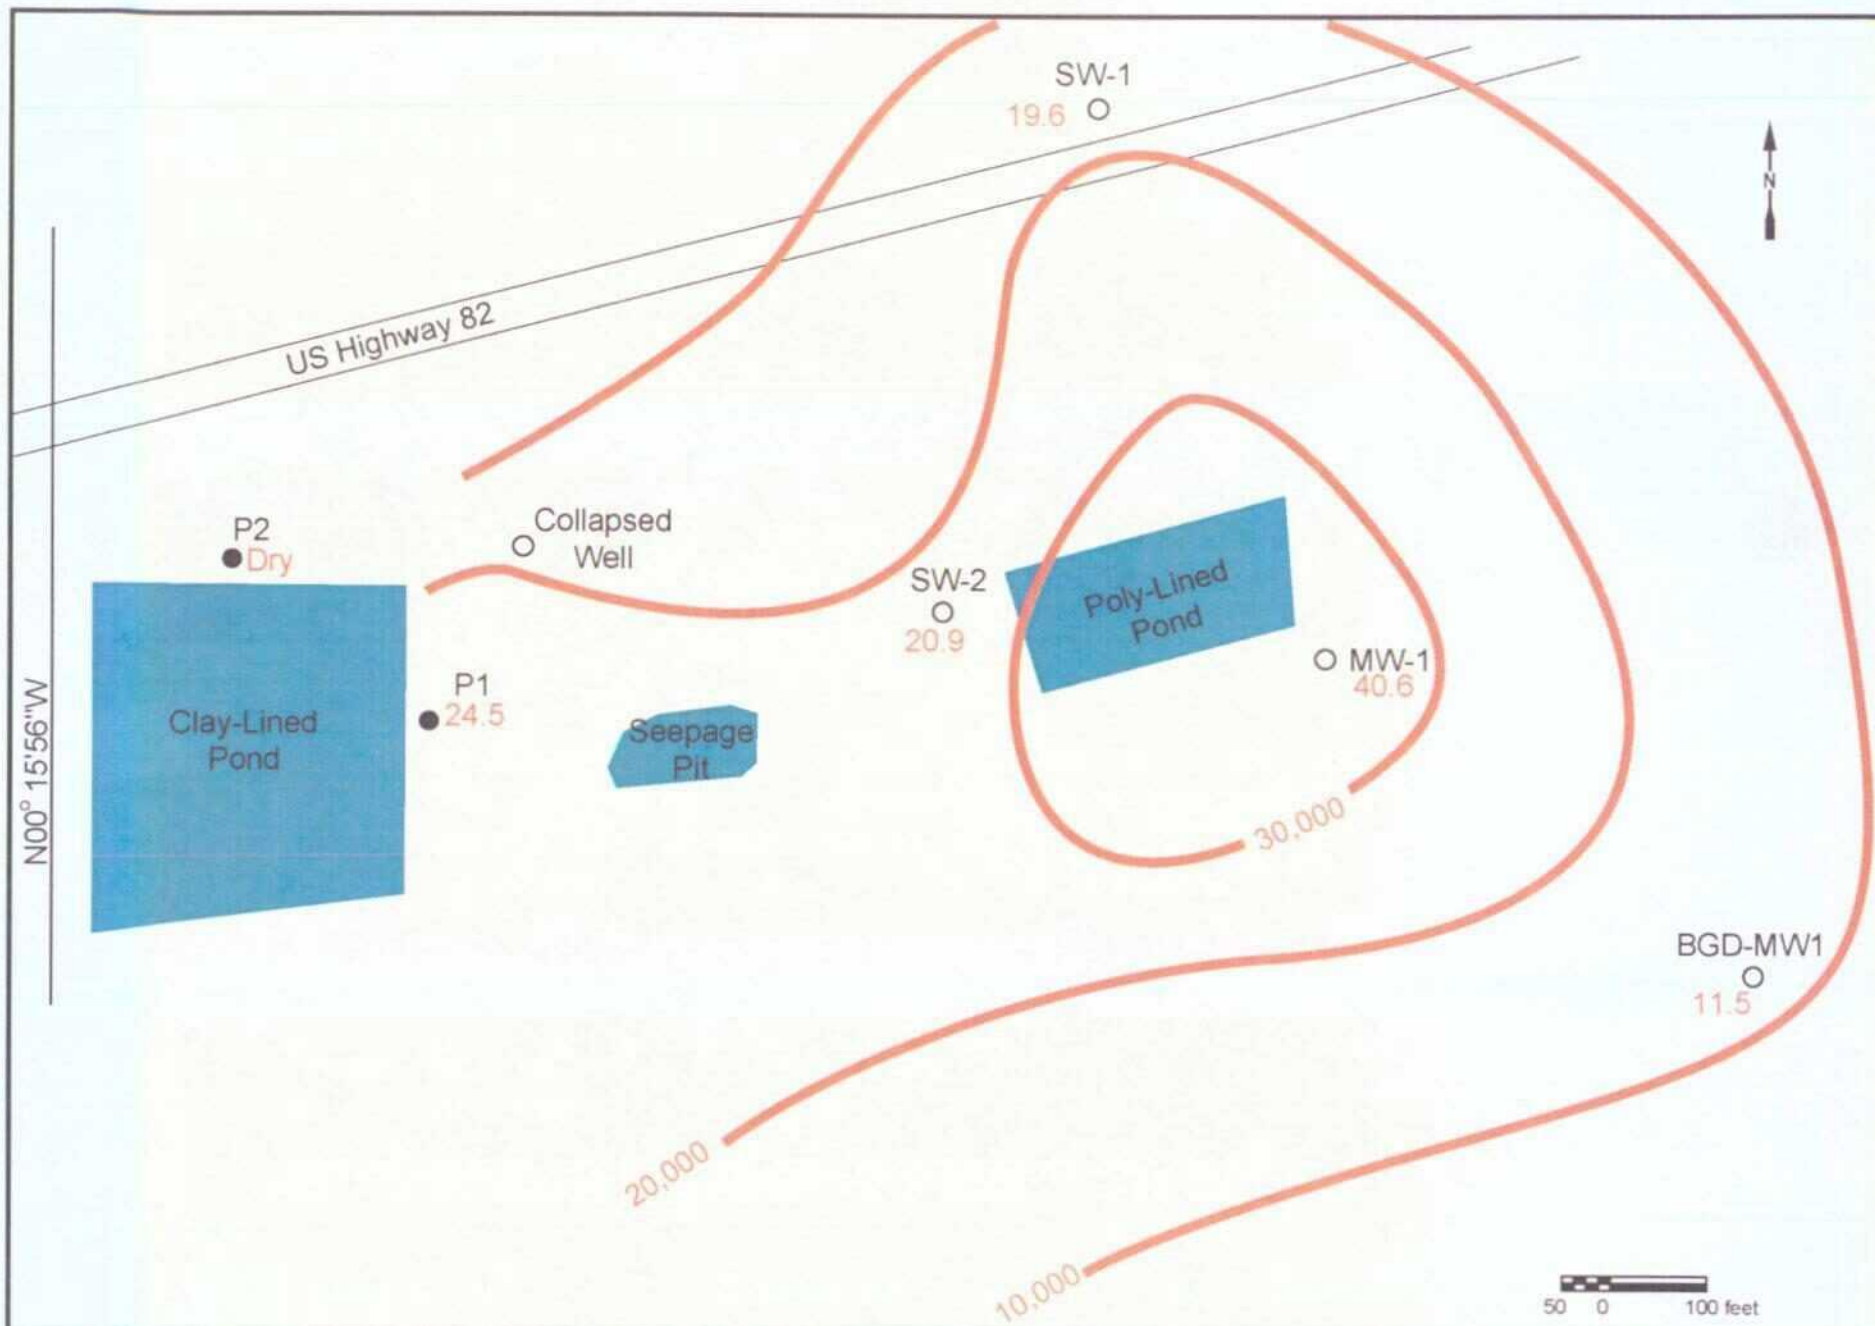 SW-1
19.6
N
US Highway 82
P2
Dry
Collapsed
Well
SW-2
20.9
Poly-Lined
Pond
MW-1
40.6
P1
24.5
Clay-Lined
Pond
Seepage
Pit
N00° 15'56"W
30,000
BGD-MW1
11.5
20,000
10,000
50 0 100 feet